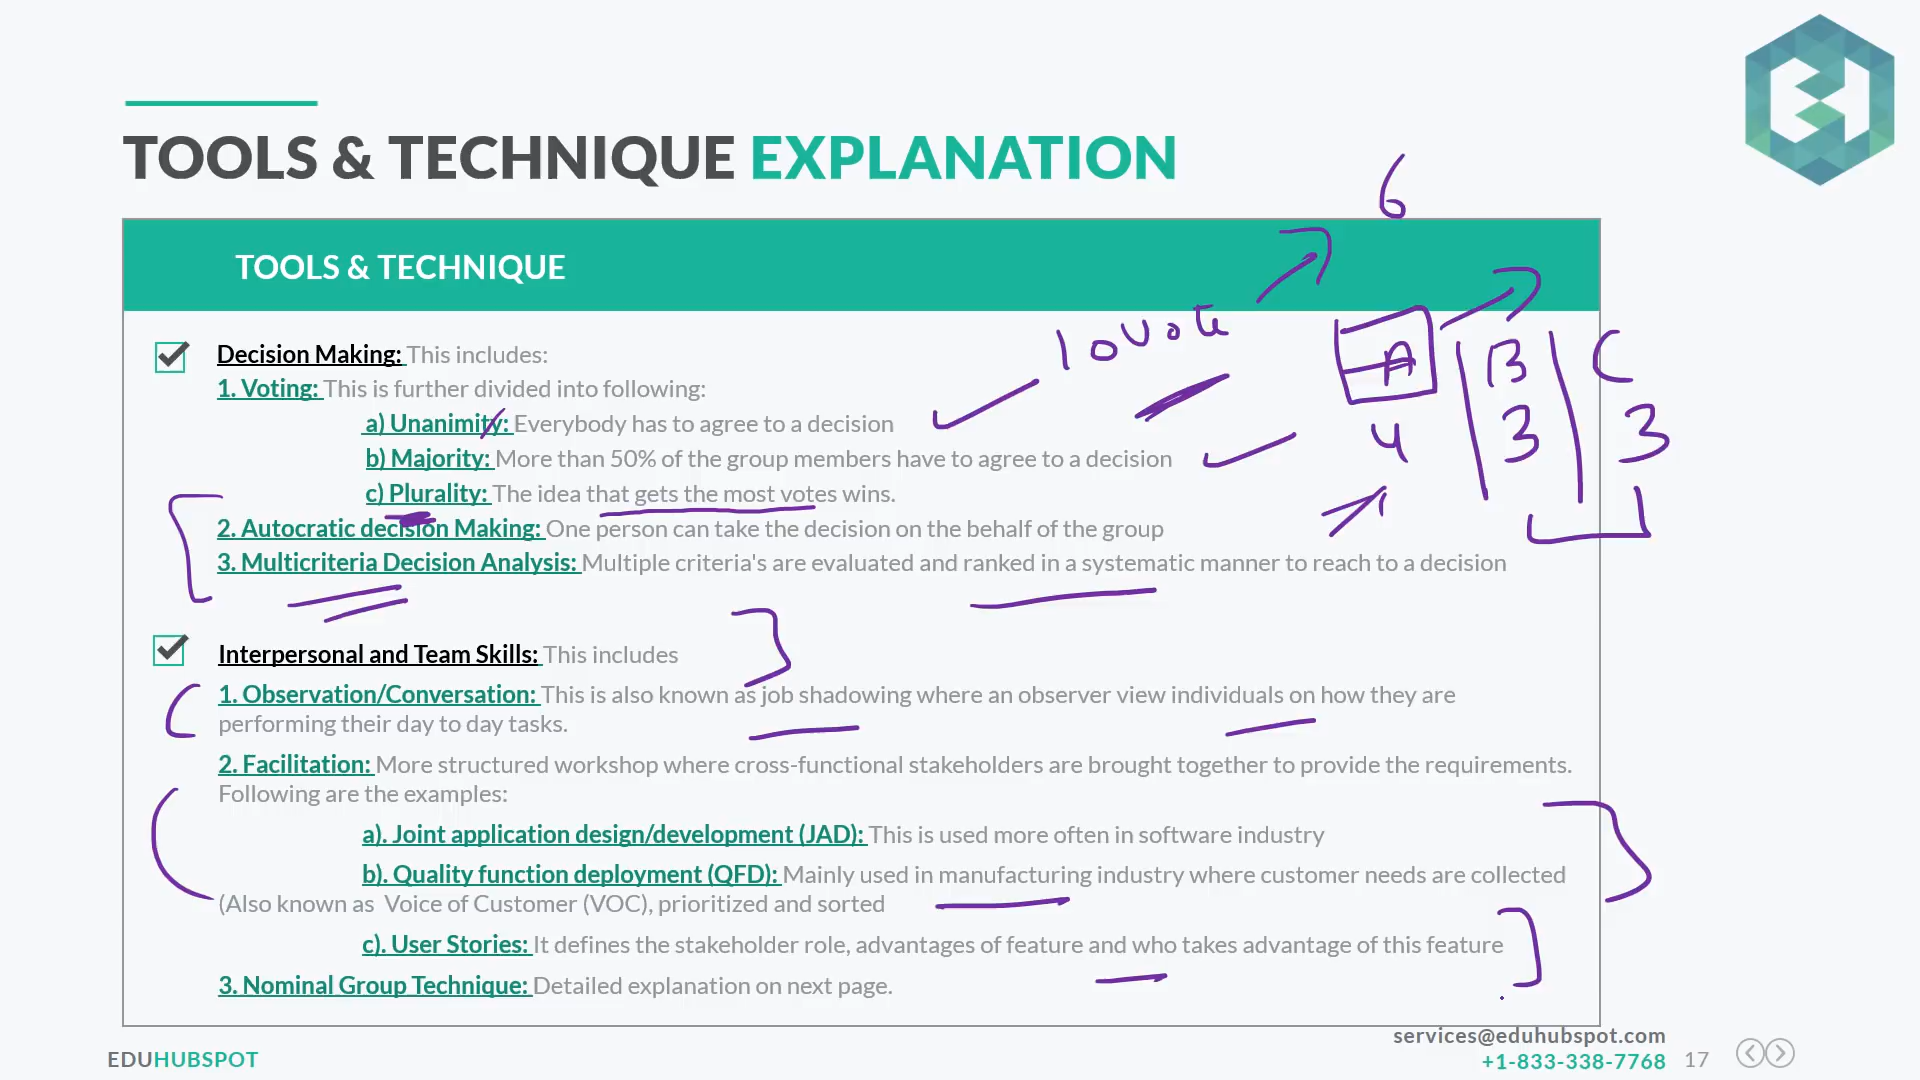 TOOLS & TECHNIQUE EXPLANATION
6
TOOLS & TECHNIQUE
10 vote
A B C
4 3 3
Decision Making: This includes:
1. Voting: This is further divided into following:
a) Unanimity: Everybody has to agree to a decision
b) Majority: More than 50% of the group members have to agree to a decision
c) Plurality: The idea that gets the most votes wins.
2. Autocratic decision Making: One person can take the decision on the behalf of the group
3. Multicriteria Decision Analysis: Multiple criteria's are evaluated and ranked in a systematic manner to reach to a decision
Interpersonal and Team Skills: This includes
1. Observation/Conversation: This is also known as job shadowing where an observer view individuals on how they are
performing their day to day tasks.
2. Facilitation: More structured workshop where cross-functional stakeholders are brought together to provide the requirements.
Following are the examples:
a). Joint application design/development (JAD): This is used more often in software industry
b). Quality function deployment (QFD): Mainly used in manufacturing industry where customer needs are collected
(Also known as Voice of Customer (VOC), prioritized and sorted
c). User Stories: It defines the stakeholder role, advantages of feature and who takes advantage of this feature
3. Nominal Group Technique: Detailed explanation on next page.
EDUHUBSPOT
services@eduhubspot.com
+1-833-338-7768
17